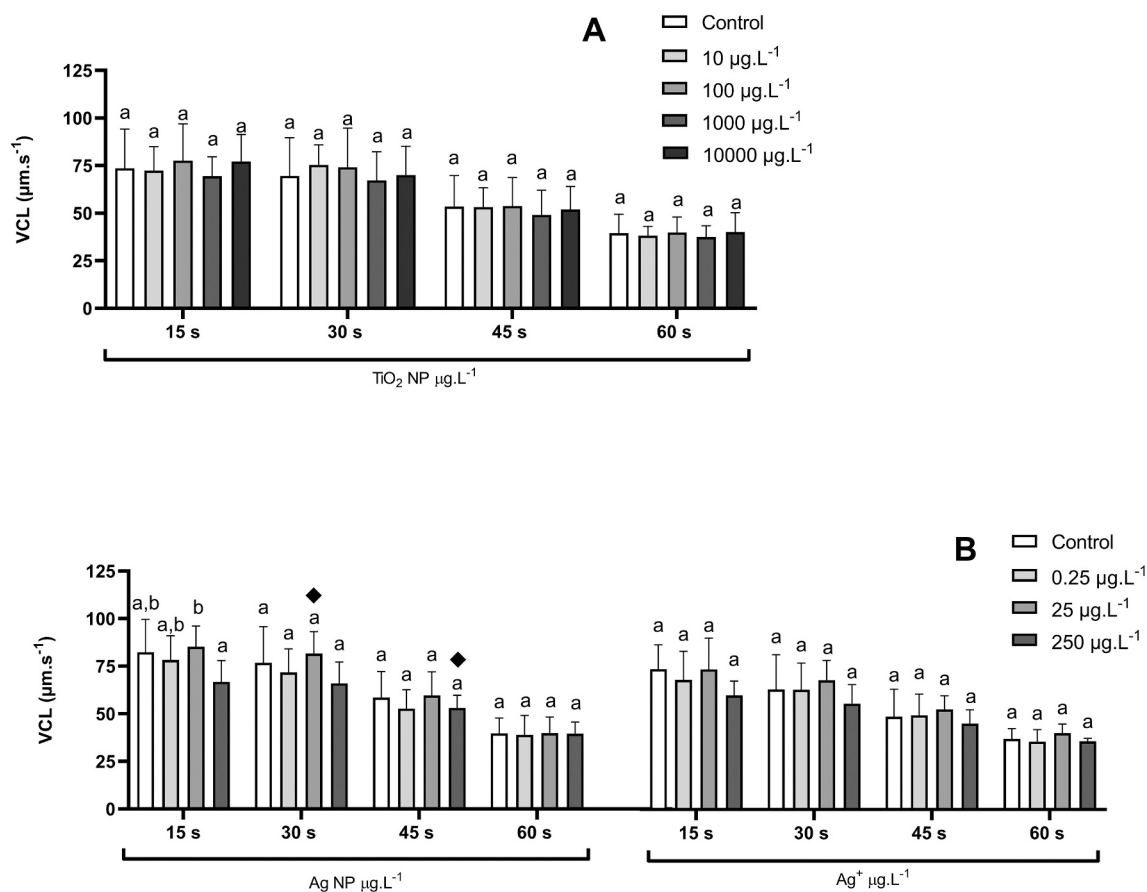 A
Control
10 µg.L⁻¹
100 µg.L⁻¹
1000 µg.L⁻¹
10000 µg.L⁻¹
VCL (µm.s⁻¹)
125
100
75
50
25
0
a a a a a a a a a a a a a a a a a a a a
15 s 30 s 45 s 60 s
TiO₂ NP µg.L⁻¹
B
Control
0.25 µg.L⁻¹
25 µg.L⁻¹
250 µg.L⁻¹
VCL (µm.s⁻¹)
125
100
75
50
25
0
a,b a,b b a a a a a a a a a a a a a a a a a a a a a a a a a a a a a
15 s 30 s 45 s 60 s 15 s 30 s 45 s 60 s
Ag NP µg.L⁻¹ Ag⁺ µg.L⁻¹